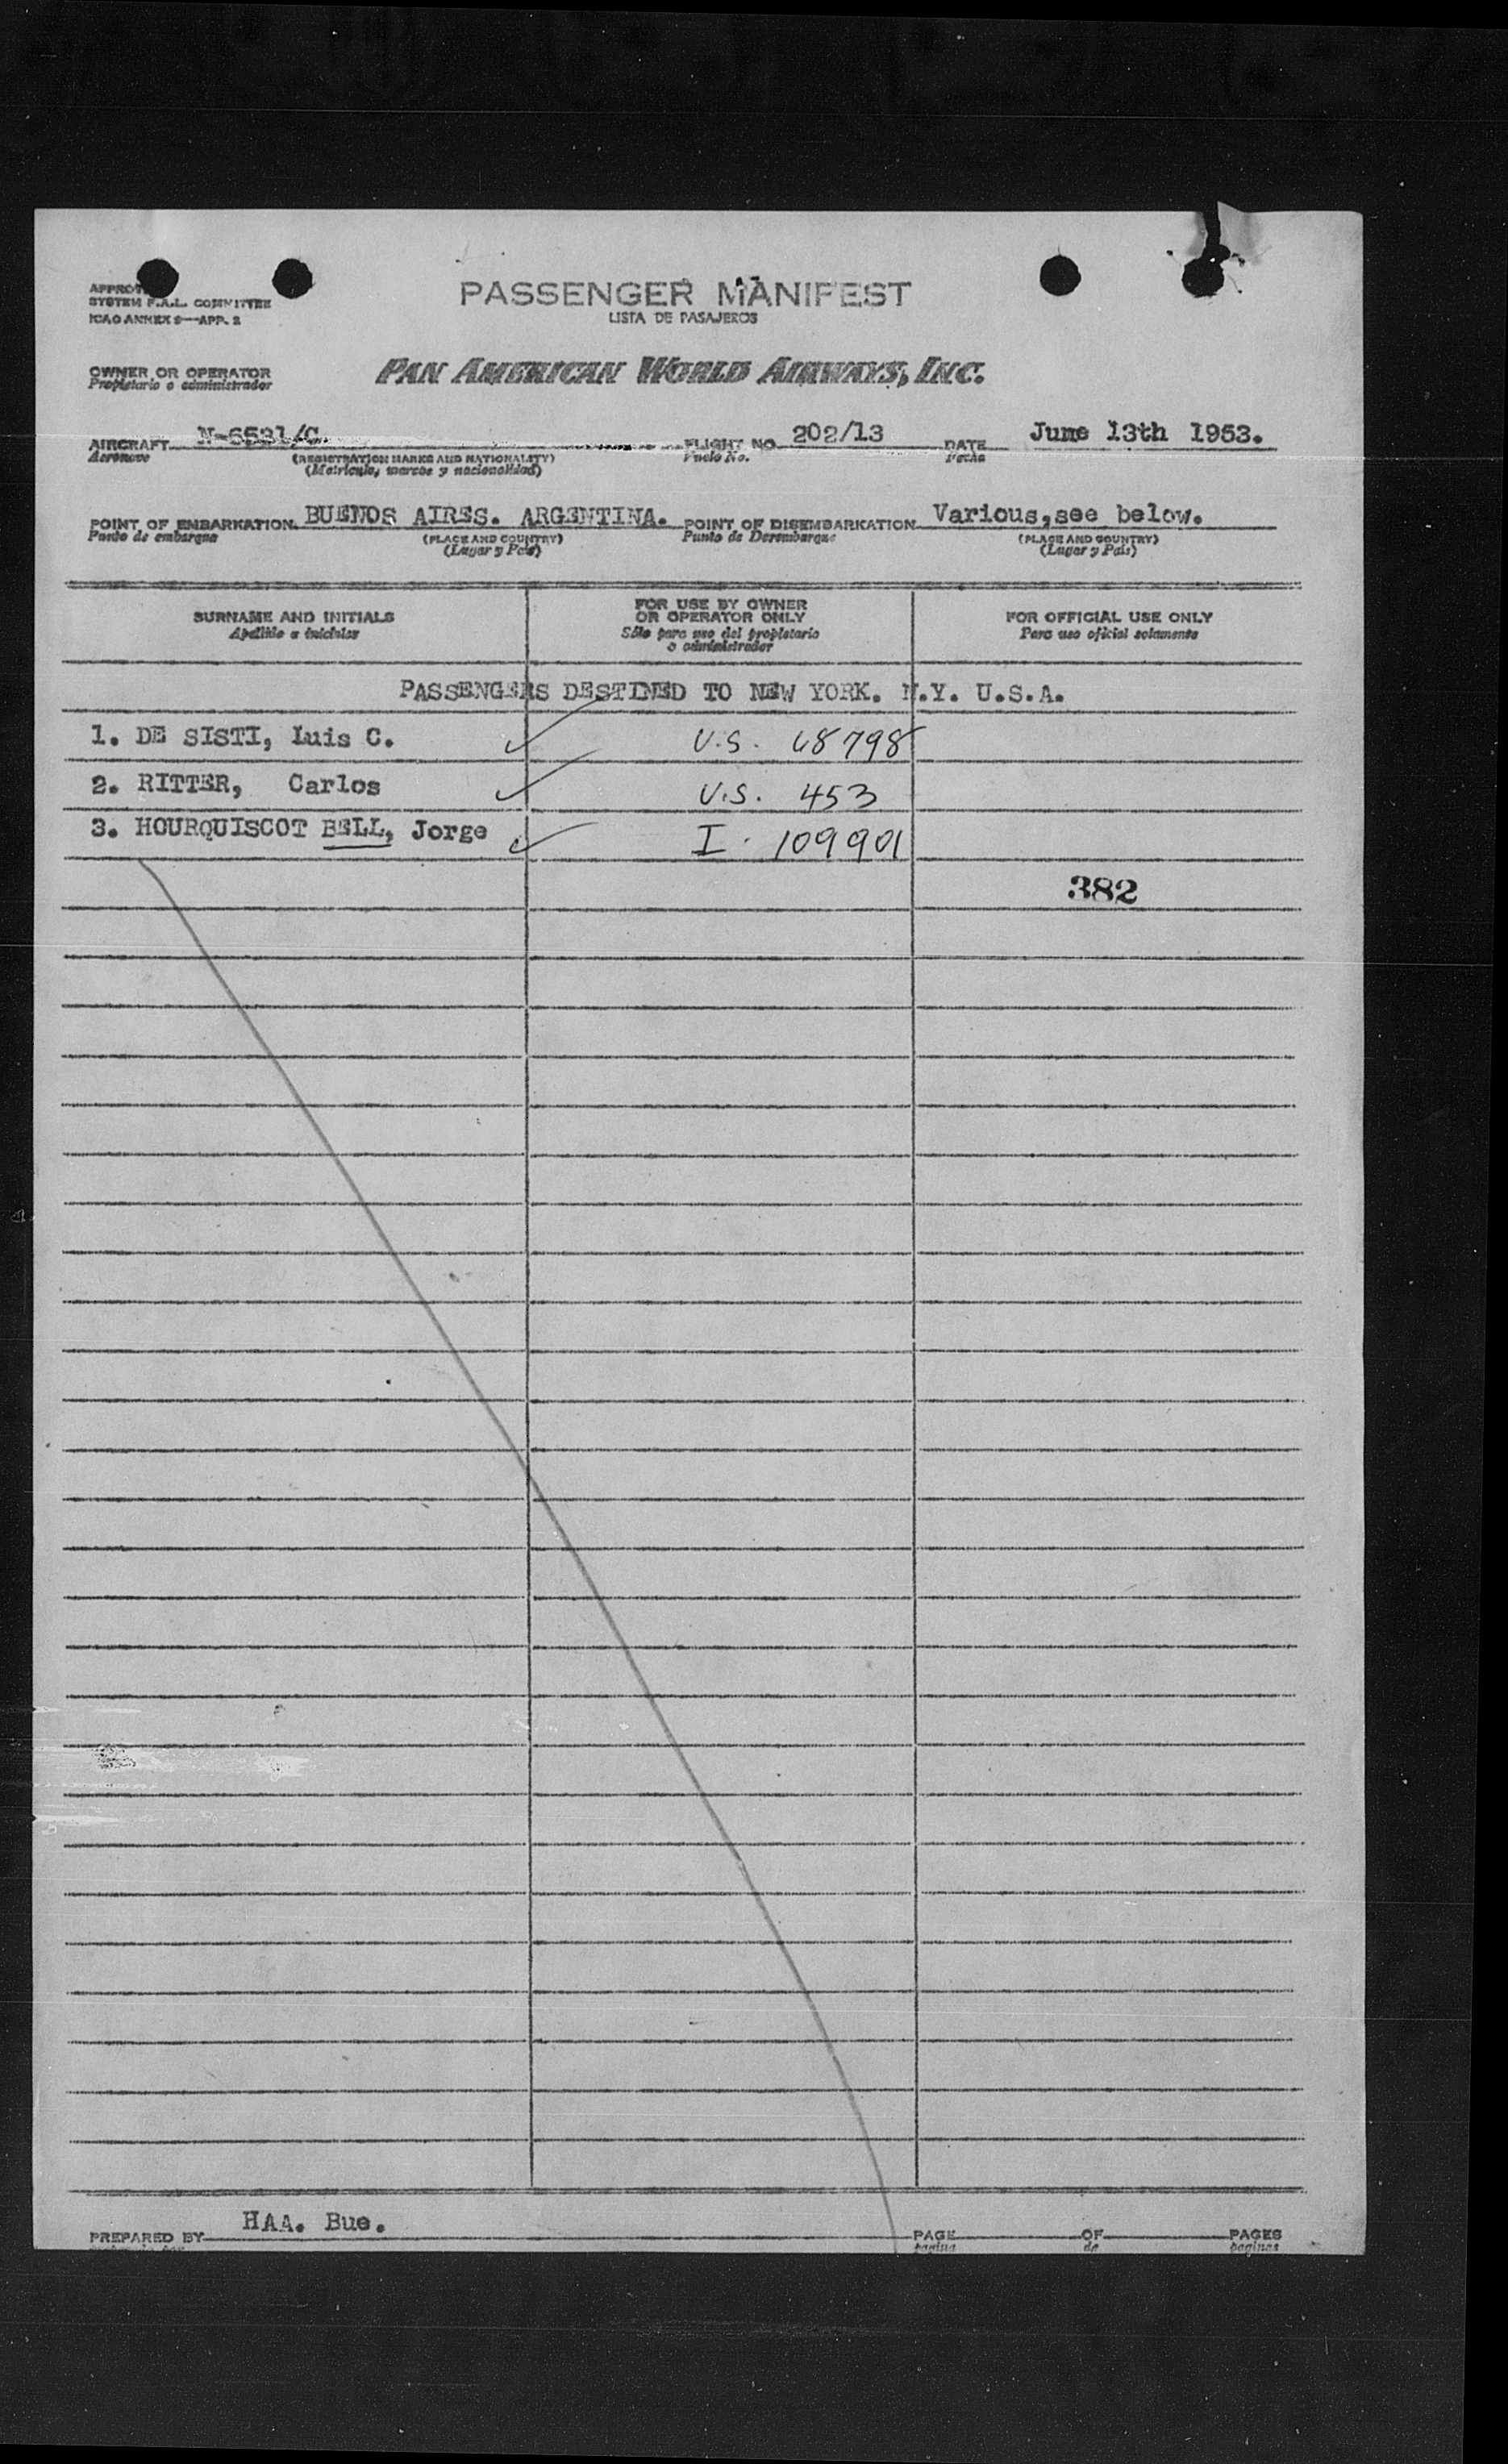 SYSTEM F.A.L. COMMITTEE
ICAO ANNEX 9—APP. 2
PASSENGER MANIFEST
LISTA DE PASAJEROS
OWNER OR OPERATOR
Propietario o administrador
PAN AMERICAN WORLD AIRWAYS, INC.
AIRCRAFT N-6531/C FLIGHT NO. 202/13 DATE June 13th 1953.
Aeronave (REGISTRATION MARKS AND NATIONALITY) Vuelo No. Fecha
(Matrícula, marcas y nacionalidad)
POINT OF EMBARKATION BUENOS AIRES. ARGENTINA. POINT OF DISEMBARKATION Various,see below.
Punto de embarque (PLACE AND COUNTRY) Punto de Desembarque (PLACE AND COUNTRY)
(Lugar y País) (Lugar y País)
SURNAME AND INITIALS
Apellido e iniciales
FOR USE BY OWNER
OR OPERATOR ONLY
Sólo para uso del propietario
o administrador
FOR OFFICIAL USE ONLY
Para uso oficial solamente
PASSENGERS DESTINED TO NEW YORK. N.Y. U.S.A.
1. DE SISTI, Luis C. V.S. 68798
2. RITTER, Carlos V.S. 453
3. HOURQUISCOT BELL, Jorge I. 109901
382
PREPARED BY HAA. Bue. PAGE OF PAGES
pagina de paginas